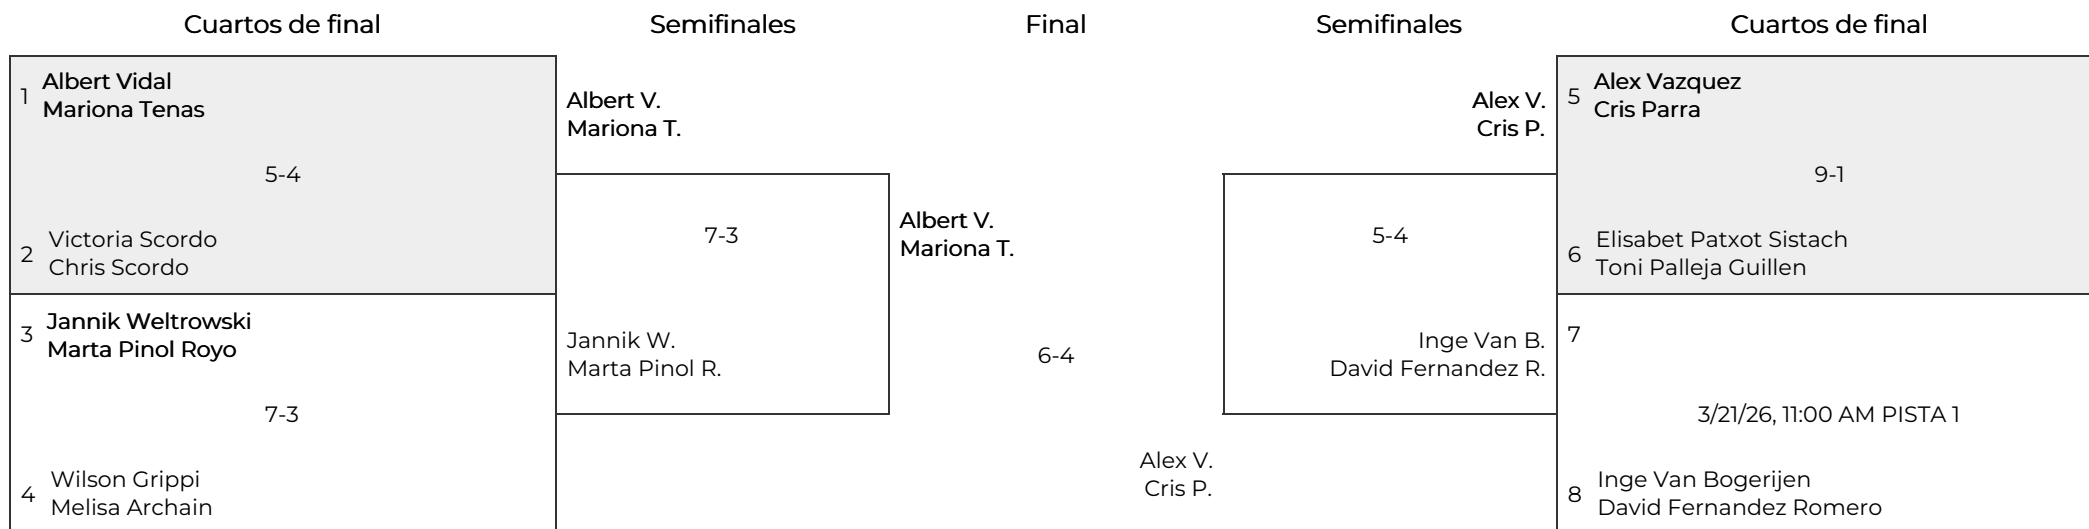 Cuartos de final
Semifinales
Final
Semifinales
Cuartos de final
1
Albert Vidal
Mariona Tenas
5-4
2
Victoria Scordo
Chris Scordo
3
Jannik Weltrowski
Marta Pinol Royo
7-3
4
Wilson Grippi
Melisa Archain
Albert V.
Mariona T.
7-3
Jannik W.
Marta Pinol R.
Albert V.
Mariona T.
6-4
Alex V.
Cris P.
Alex V.
Cris P.
5-4
Inge Van B.
David Fernandez R.
5
Alex Vazquez
Cris Parra
9-1
6
Elisabet Patxot Sistach
Toni Palleja Guillen
7
3/21/26, 11:00 AM PISTA 1
8
Inge Van Bogerijen
David Fernandez Romero